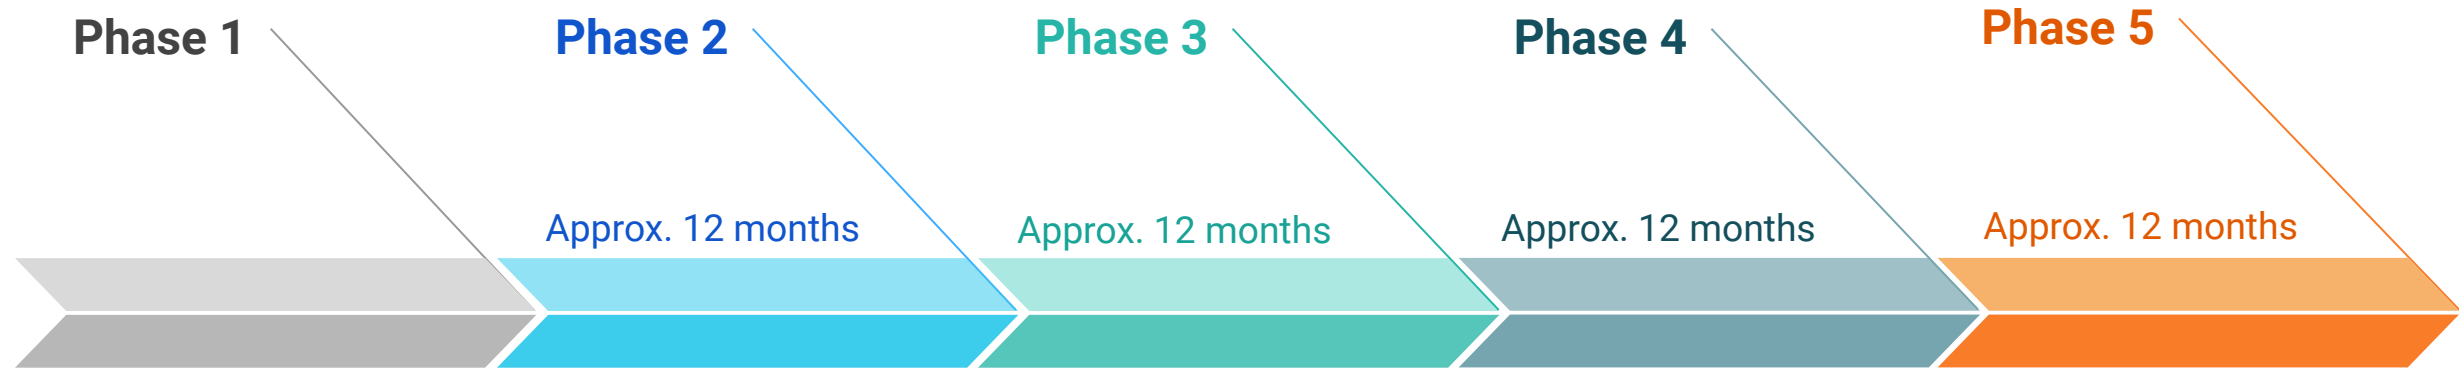 Phase 1
Phase 2
Phase 3
Phase 4
Phase 5
Approx. 12 months
Approx. 12 months
Approx. 12 months
Approx. 12 months